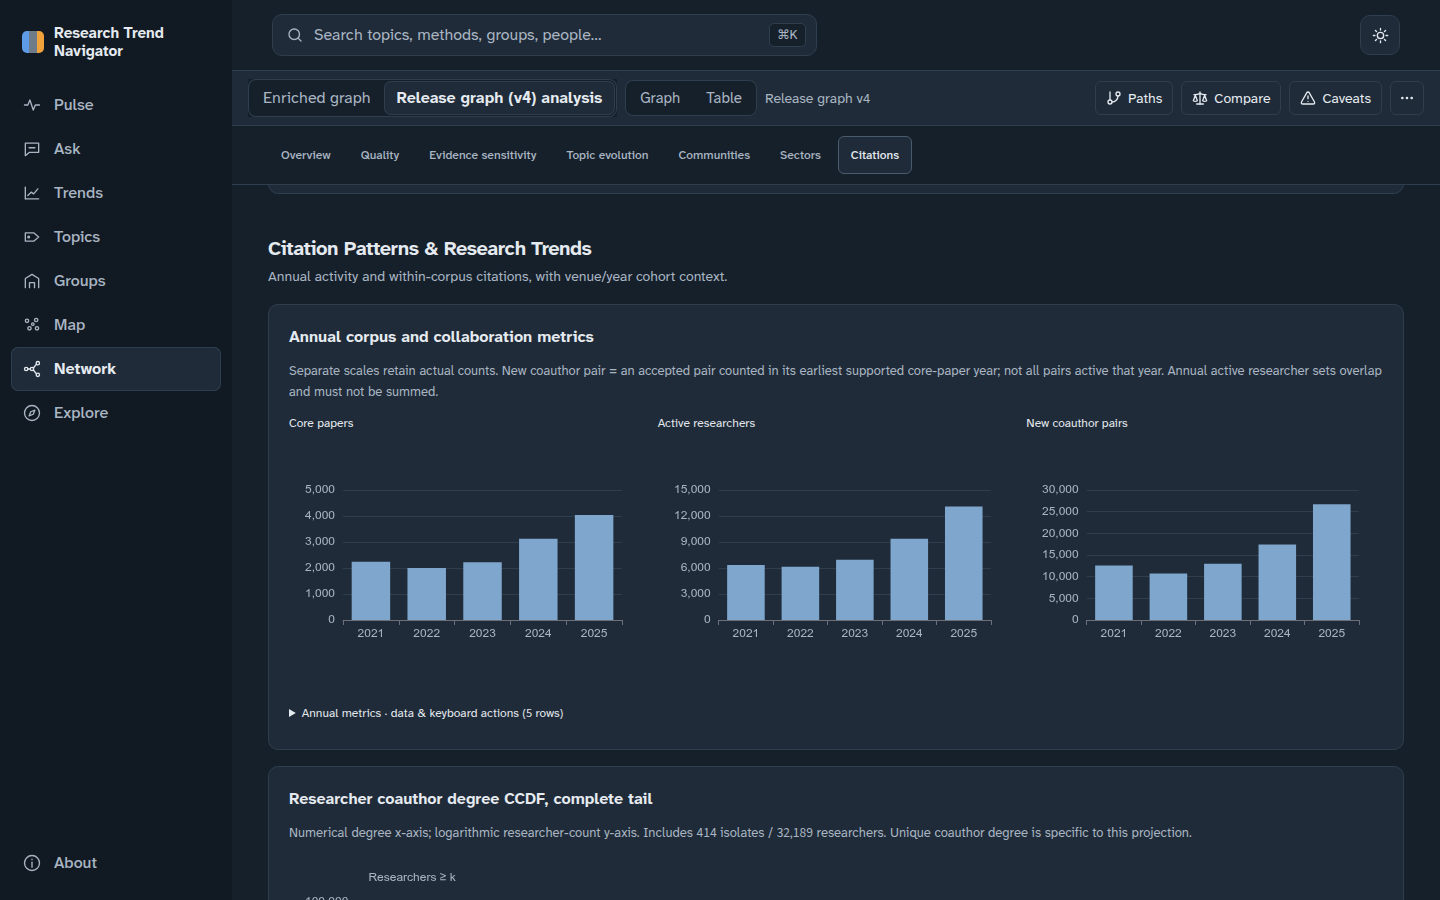 Research Trend
Navigator
Search topics, methods, groups, people...
⌘K
Pulse
Ask
Trends
Topics
Groups
Map
Network
Explore
About
Enriched graph
Release graph (v4) analysis
Graph
Table
Release graph v4
Paths
Compare
Caveats
Overview
Quality
Evidence sensitivity
Topic evolution
Communities
Sectors
Citations
Citation Patterns & Research Trends
Annual activity and within-corpus citations, with venue/year cohort context.
Annual corpus and collaboration metrics
Separate scales retain actual counts. New coauthor pair = an accepted pair counted in its earliest supported core-paper year; not all pairs active that year. Annual active researcher sets overlap
and must not be summed.
Core papers
5,000
4,000
3,000
2,000
1,000
0
2021 2022 2023 2024 2025
Active researchers
15,000
12,000
9,000
6,000
3,000
0
2021 2022 2023 2024 2025
New coauthor pairs
30,000
25,000
20,000
15,000
10,000
5,000
0
2021 2022 2023 2024 2025
Annual metrics · data & keyboard actions (5 rows)
Researcher coauthor degree CCDF, complete tail
Numerical degree x-axis; logarithmic researcher-count y-axis. Includes 414 isolates / 32,189 researchers. Unique coauthor degree is specific to this projection.
Researchers ≥ k